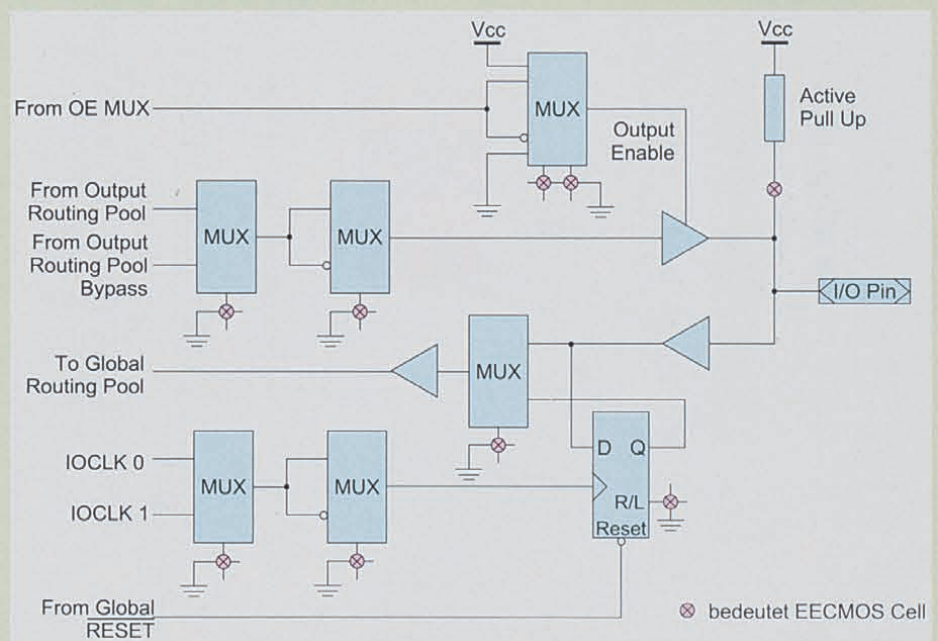 Vcc
Vcc
From OE MUX
MUX
Active
Pull Up
Output
Enable
From Output
Routing Pool
MUX
MUX
From Output
Routing Pool
Bypass
I/O Pin
To Global
Routing Pool
MUX
D Q
IOCLK 0
MUX
MUX
IOCLK 1
R/L
Reset
From Global
RESET
bedeutet EECMOS Cell